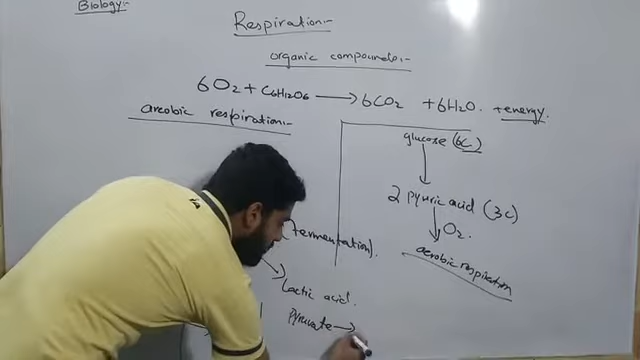 Biology:-
Respiration:-
organic compounds:-
6O2 + C6H12O6 → 6CO2 + 6H2O. + energy.
aerobic respiration:-
glucose (6C)
2 pyruric acid (3C)
O2.
aerobic respiration
(fermentation).
Lactic acid.
Pyruvate →